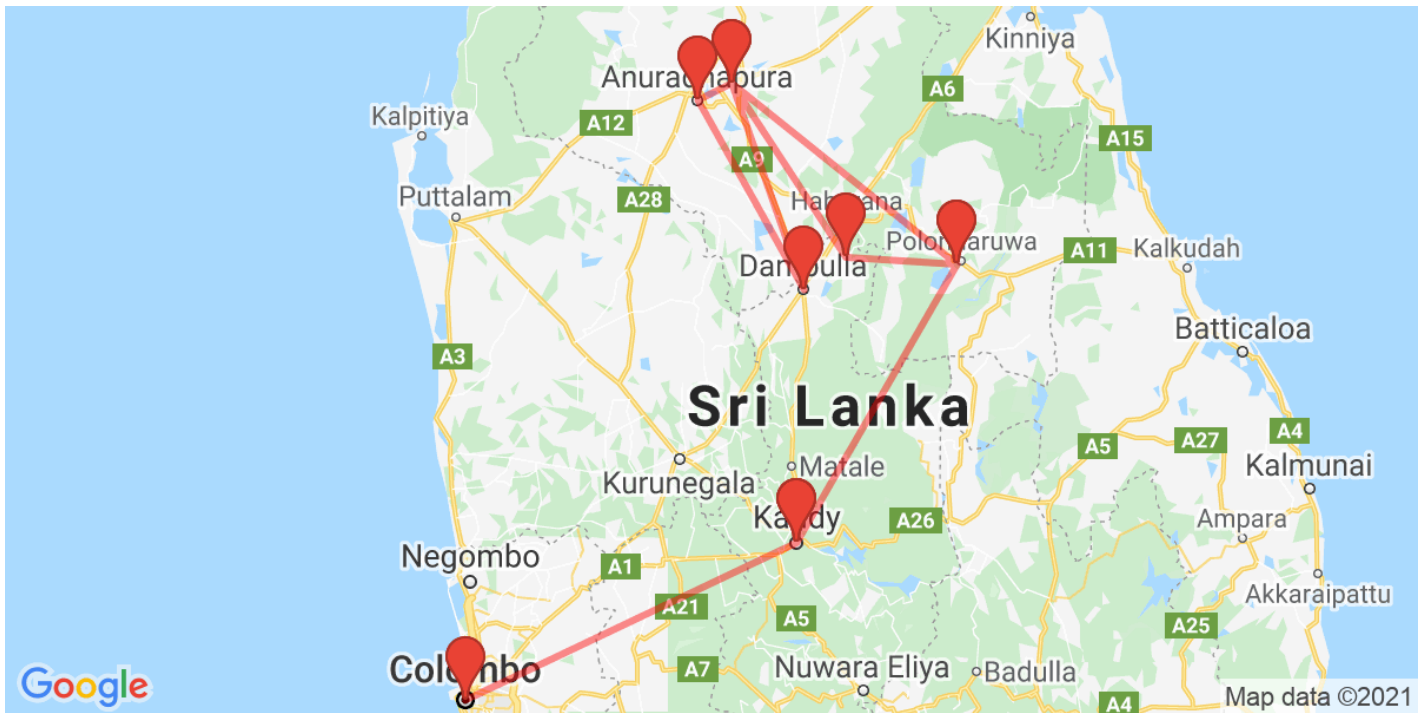 Kinniya
Anuradhapura
A6
Kalpitiya
A12
A15
A9
Puttalam
A28
Habarana
Polonnaruwa
A11
Kalkudah
Dambulla
Batticaloa
A3
Sri Lanka
A5
A27
A4
Kalmunai
Matale
Kurunegala
Kandy
A26
Ampara
Negombo
A1
Akkaraipattu
A21
A5
A25
Colombo
A7
Nuwara Eliya
Badulla
Google
A4
Map data ©2021